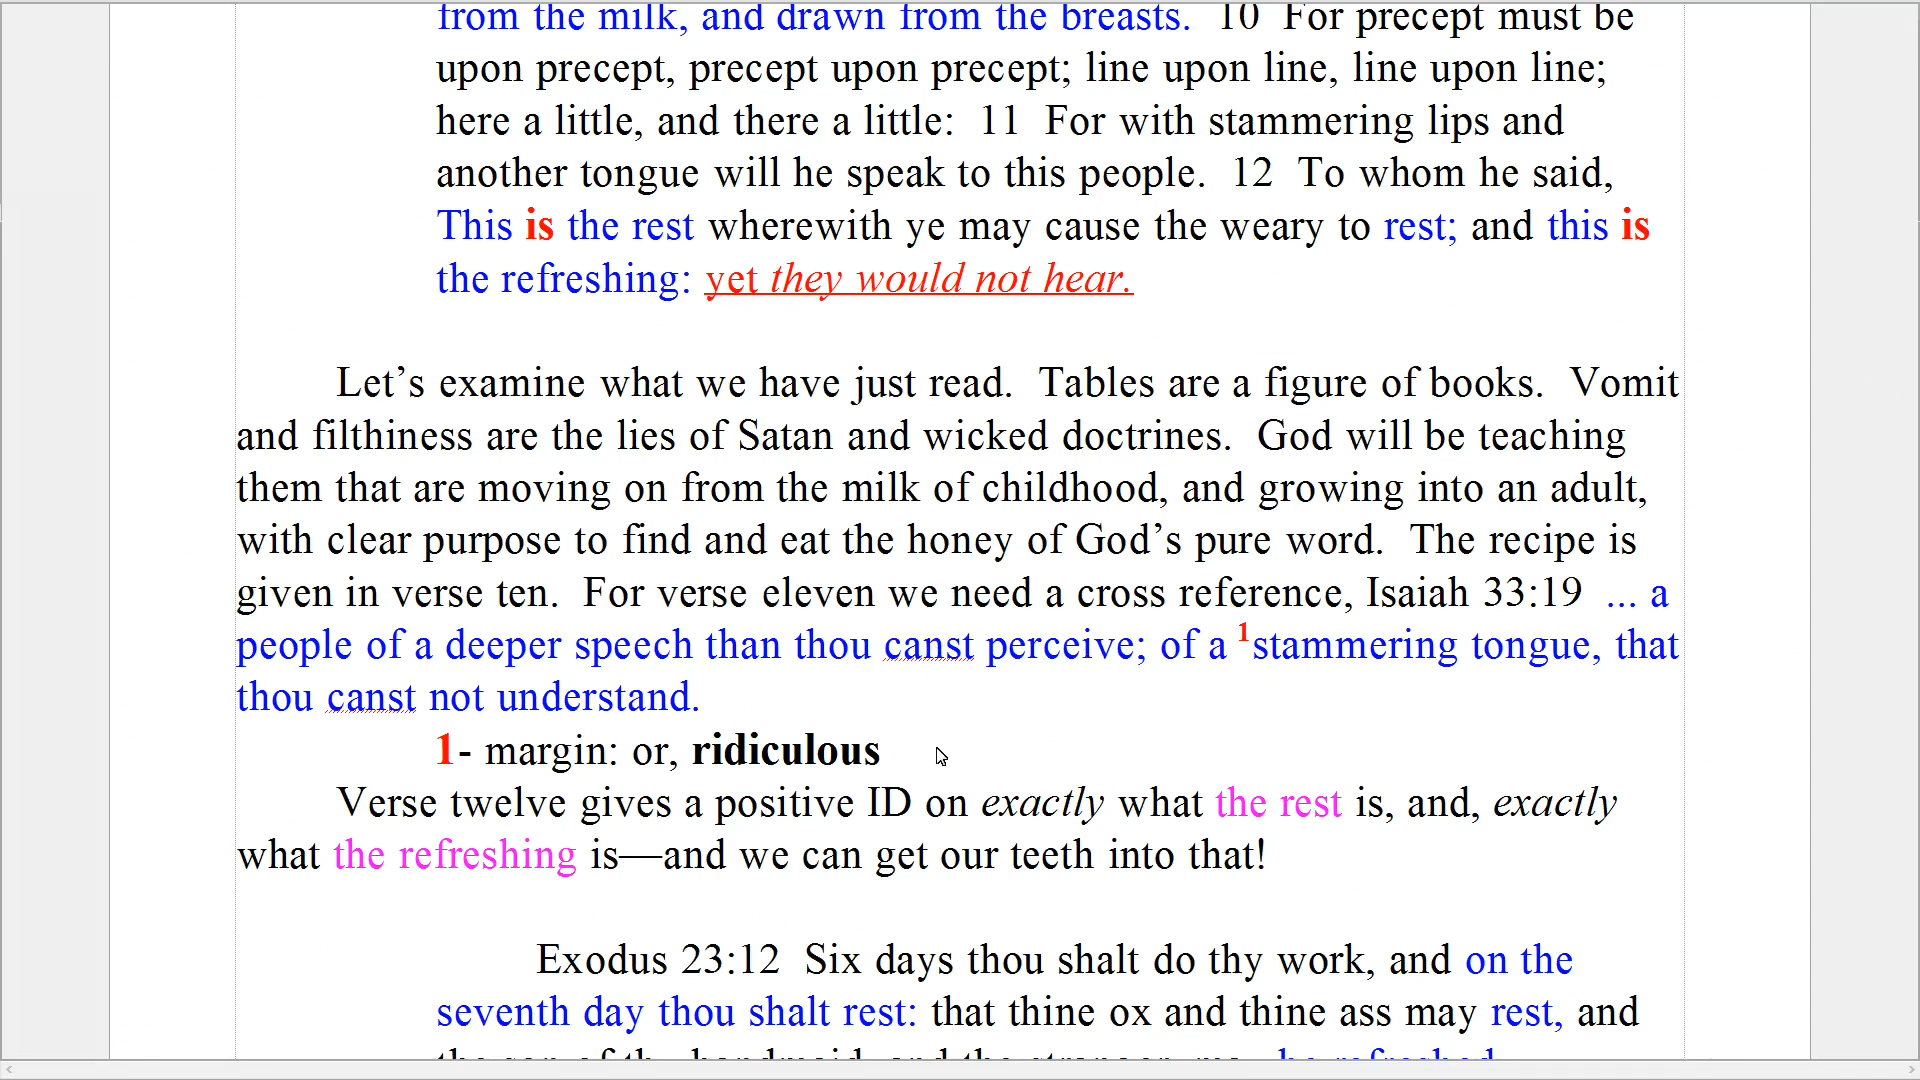 from the milk, and drawn from the breasts.  10  For precept must be
upon precept, precept upon precept; line upon line, line upon line;
here a little, and there a little:  11  For with stammering lips and
another tongue will he speak to this people.  12  To whom he said,
This is the rest wherewith ye may cause the weary to rest; and this is
the refreshing: yet they would not hear.
Let’s examine what we have just read.  Tables are a figure of books.  Vomit
and filthiness are the lies of Satan and wicked doctrines.  God will be teaching
them that are moving on from the milk of childhood, and growing into an adult,
with clear purpose to find and eat the honey of God’s pure word.  The recipe is
given in verse ten.  For verse eleven we need a cross reference, Isaiah 33:19  ... a
people of a deeper speech than thou canst perceive; of a 1stammering tongue, that
thou canst not understand.
1- margin: or, ridiculous
Verse twelve gives a positive ID on exactly what the rest is, and, exactly
what the refreshing is—and we can get our teeth into that!
Exodus 23:12  Six days thou shalt do thy work, and on the
seventh day thou shalt rest: that thine ox and thine ass may rest, and
the son of thy handmaid, and the stranger, may be refreshed.